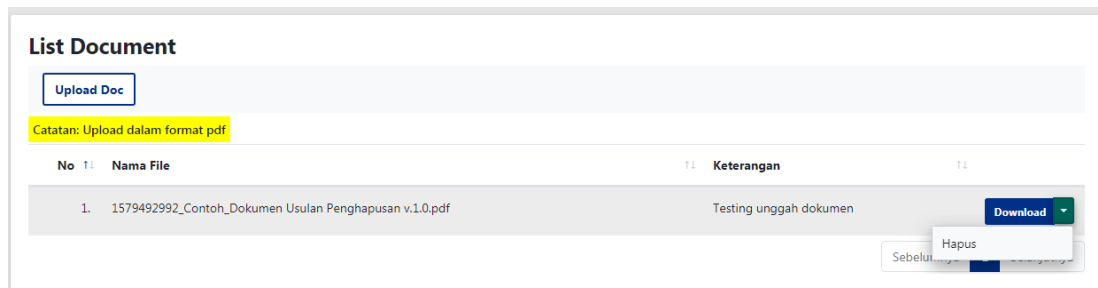 List Document
Upload Doc
Catatan: Upload dalam format pdf
No ↑↓ Nama File ↑↓ Keterangan ↑↓
1. 1579492992_Contoh_Dokumen Usulan Penghapusan v.1.0.pdf Testing unggah dokumen Download
Hapus